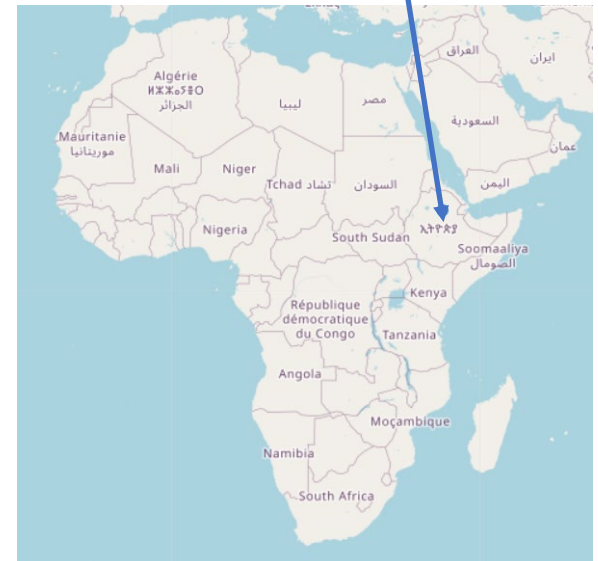 العراق
ايران
Algérie
ⵍⵣⵣⴰⵢⴻⵔ
الجزائر
ليبيا
مصر
السعودية
Mauritanie
موريتانيا
عمان
Mali
Niger
Tchad تشاد
السودان
اليمن
Nigeria
South Sudan
ኢትዮጵያ
Soomaaliya
الصومال
Kenya
République
démocratique
du Congo
Tanzania
Angola
Moçambique
Namibia
South Africa